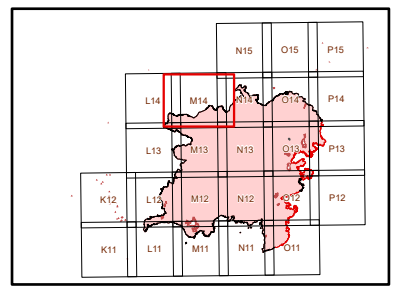 N15 O15 P15
L14 M14 N14 O14 P14
L13 M13 N13 O13 P13
K12 L12 M12 N12 O12 P12
K11 L11 M11 N11 O11